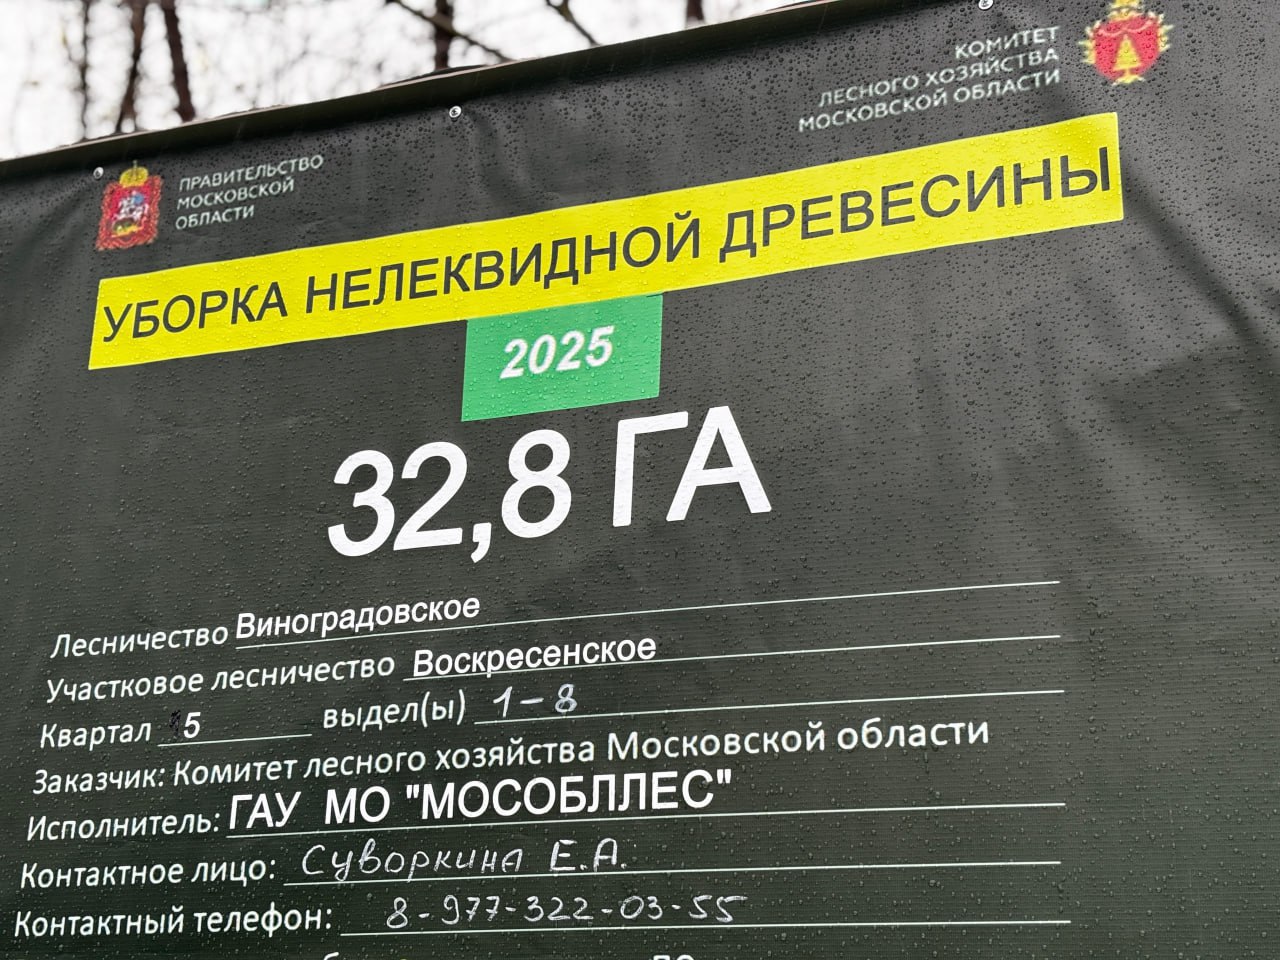 ПРАВИТЕЛЬСТВО
МОСКОВСКОЙ
ОБЛАСТИ
КОМИТЕТ
ЛЕСНОГО ХОЗЯЙСТВА
МОСКОВСКОЙ ОБЛАСТИ
УБОРКА НЕЛЕКВИДНОЙ ДРЕВЕСИНЫ
2025
32,8 ГА
Лесничество Виноградовское
Участковое лесничество Воскресенское
Квартал 5 выдел(ы) 1-8
Заказчик: Комитет лесного хозяйства Московской области
Исполнитель: ГАУ МО "МОСОБЛЛЕС"
Контактное лицо: Суворкина Е.А.
Контактный телефон: 8-977-322-03-55